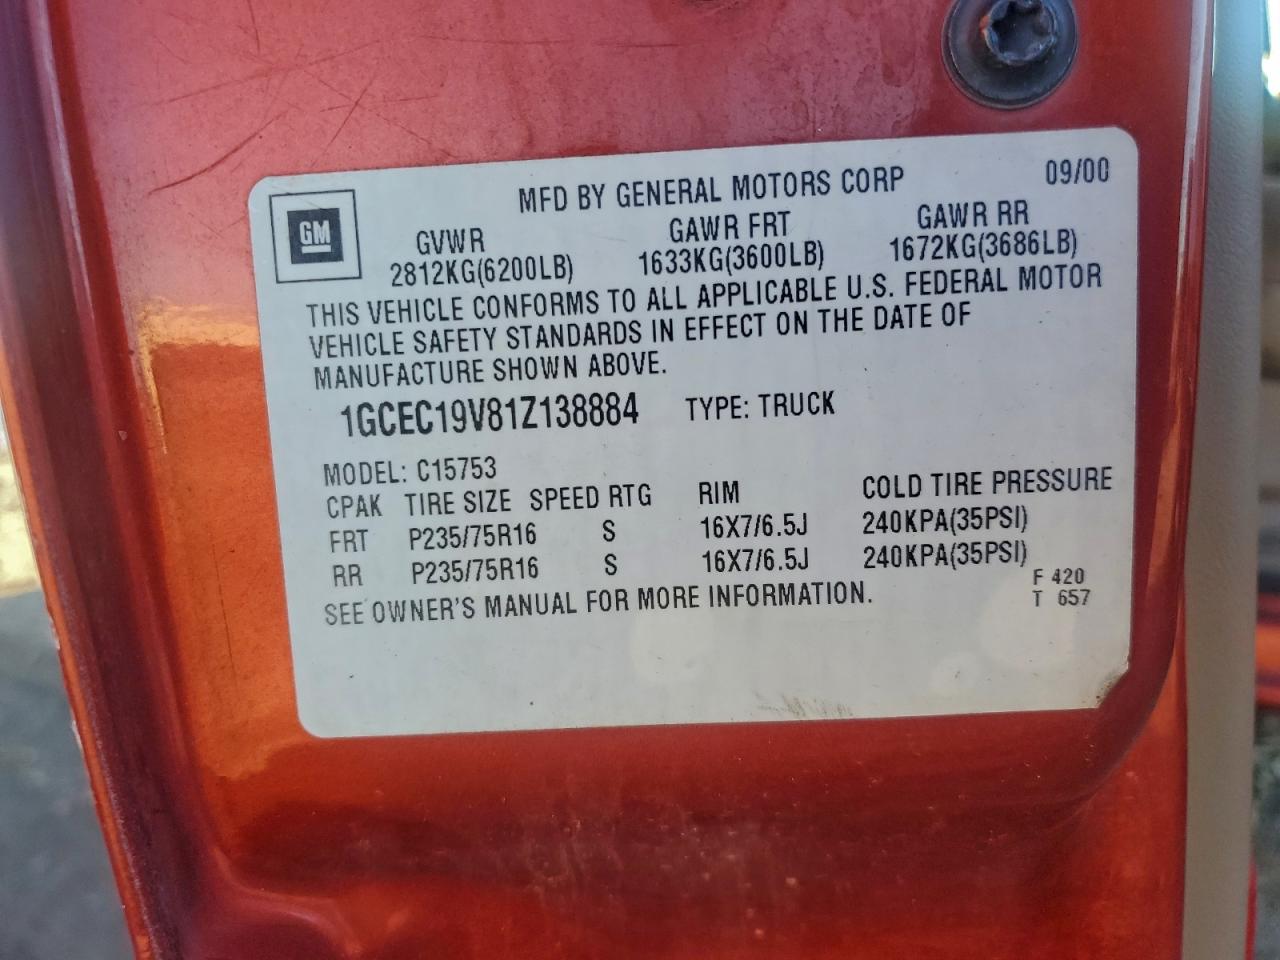 MFD BY GENERAL MOTORS CORP 09/00
GM
GVWR GAWR FRT GAWR RR
2812KG(6200LB) 1633KG(3600LB) 1672KG(3686LB)
THIS VEHICLE CONFORMS TO ALL APPLICABLE U.S. FEDERAL MOTOR
VEHICLE SAFETY STANDARDS IN EFFECT ON THE DATE OF
MANUFACTURE SHOWN ABOVE.
1GCEC19V81Z138884 TYPE: TRUCK
MODEL: C15753
CPAK TIRE SIZE SPEED RTG RIM COLD TIRE PRESSURE
FRT P235/75R16 S 16X7/6.5J 240KPA(35PSI)
RR P235/75R16 S 16X7/6.5J 240KPA(35PSI)
SEE OWNER'S MANUAL FOR MORE INFORMATION.
F 420
T 657